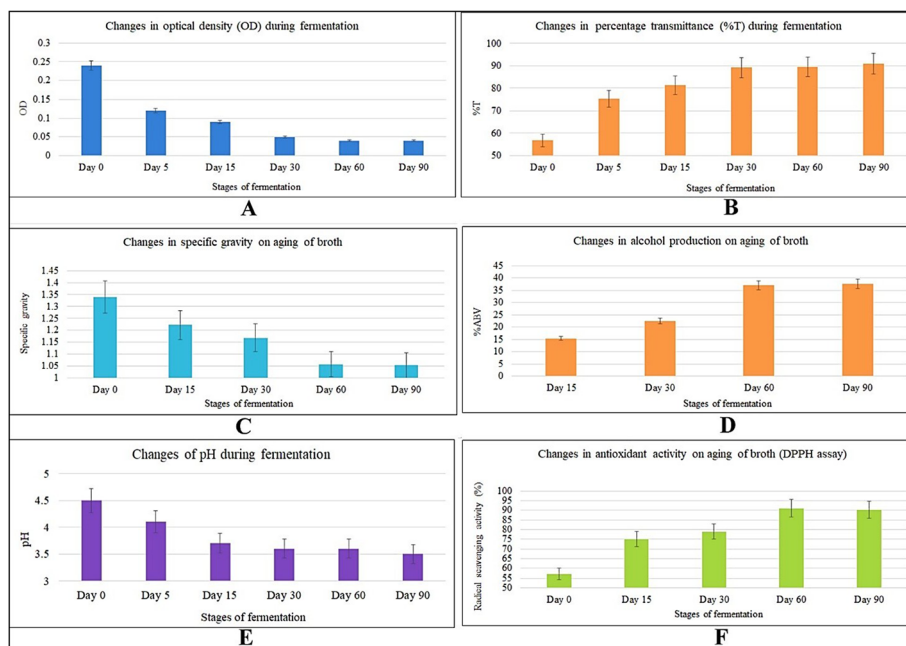 Changes in optical density (OD) during fermentation
0.3
0.25
0.2
0.15
0.1
0.05
0
OD
Day 0 Day 5 Day 15 Day 30 Day 60 Day 90
Stages of fermentation
A
Changes in percentage transmittance (%T) during fermentation
100
90
80
70
60
50
%T
Day 0 Day 5 Day 15 Day 30 Day 60 Day 90
Stages of fermentation
B
Changes in specific gravity on aging of broth
1.45
1.4
1.35
1.3
1.25
1.2
1.15
1.1
1.05
1
Specific gravity
Day 0 Day 15 Day 30 Day 60 Day 90
Stages of fermentation
C
Changes in alcohol production on aging of broth
45
40
35
30
25
20
15
10
5
0
%ABV
Day 15 Day 30 Day 60 Day 90
Stages of fermentation
D
Changes of pH during fermentation
5
4.5
4
3.5
3
pH
Day 0 Day 5 Day 15 Day 30 Day 60 Day 90
Stages of fermentation
E
Changes in antioxidant activity on aging of broth (DPPH assay)
100
95
90
85
80
75
70
65
60
55
50
Radical scavenging activity (%)
Day 0 Day 15 Day 30 Day 60 Day 90
Stages of fermentation
F